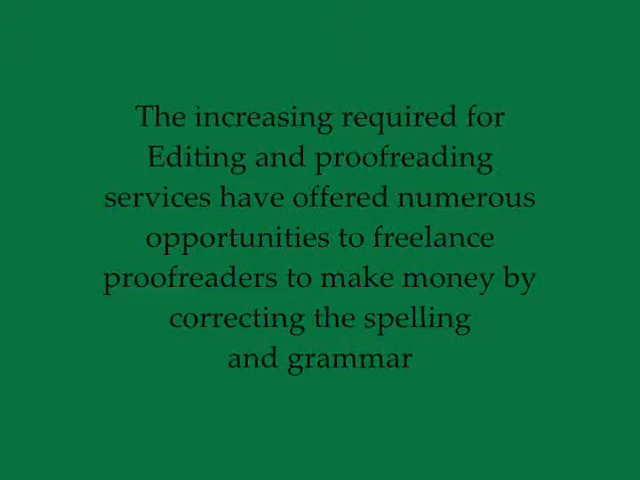 The increasing required for
Editing and proofreading
services have offered numerous
opportunities to freelance
proofreaders to make money by
correcting the spelling
and grammar